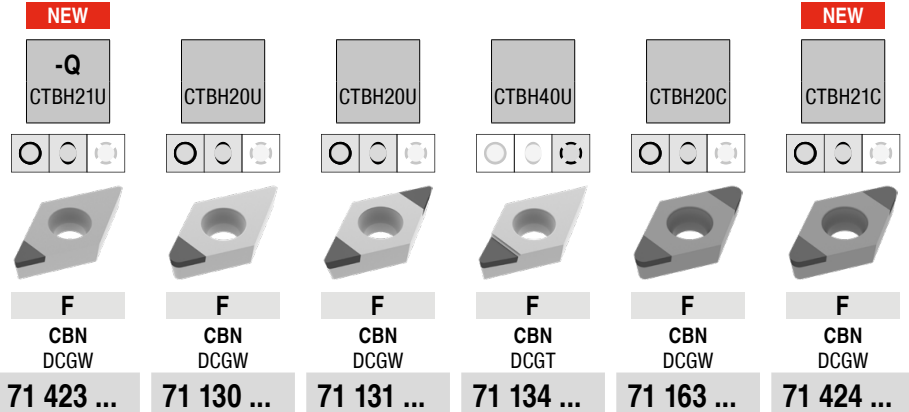 NEW NEW
-Q
CTBH21U CTBH20U CTBH20U CTBH40U CTBH20C CTBH21C
F F F F F F
CBN CBN CBN CBN CBN CBN
DCGW DCGW DCGW DCGT DCGW DCGW
71 423 ... 71 130 ... 71 131 ... 71 134 ... 71 163 ... 71 424 ...